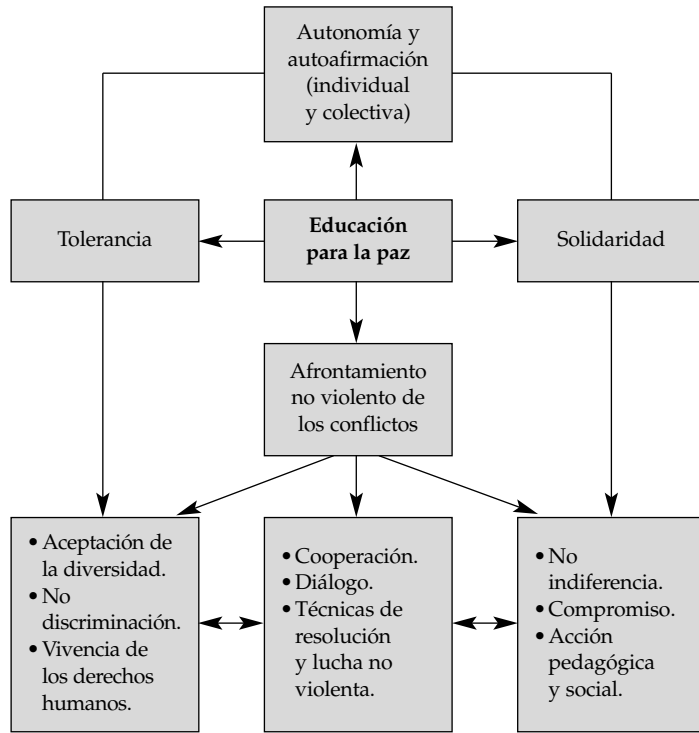 Autonomía y
autoafirmación
(individual
y colectiva)
Tolerancia
Educación
para la paz
Solidaridad
Afrontamiento
no violento de
los conflictos
• Aceptación de
la diversidad.
• No
discriminación.
• Vivencia de
los derechos
humanos.
• Cooperación.
• Diálogo.
• Técnicas de
resolución
y lucha no
violenta.
• No
indiferencia.
• Compromiso.
• Acción
pedagógica
y social.